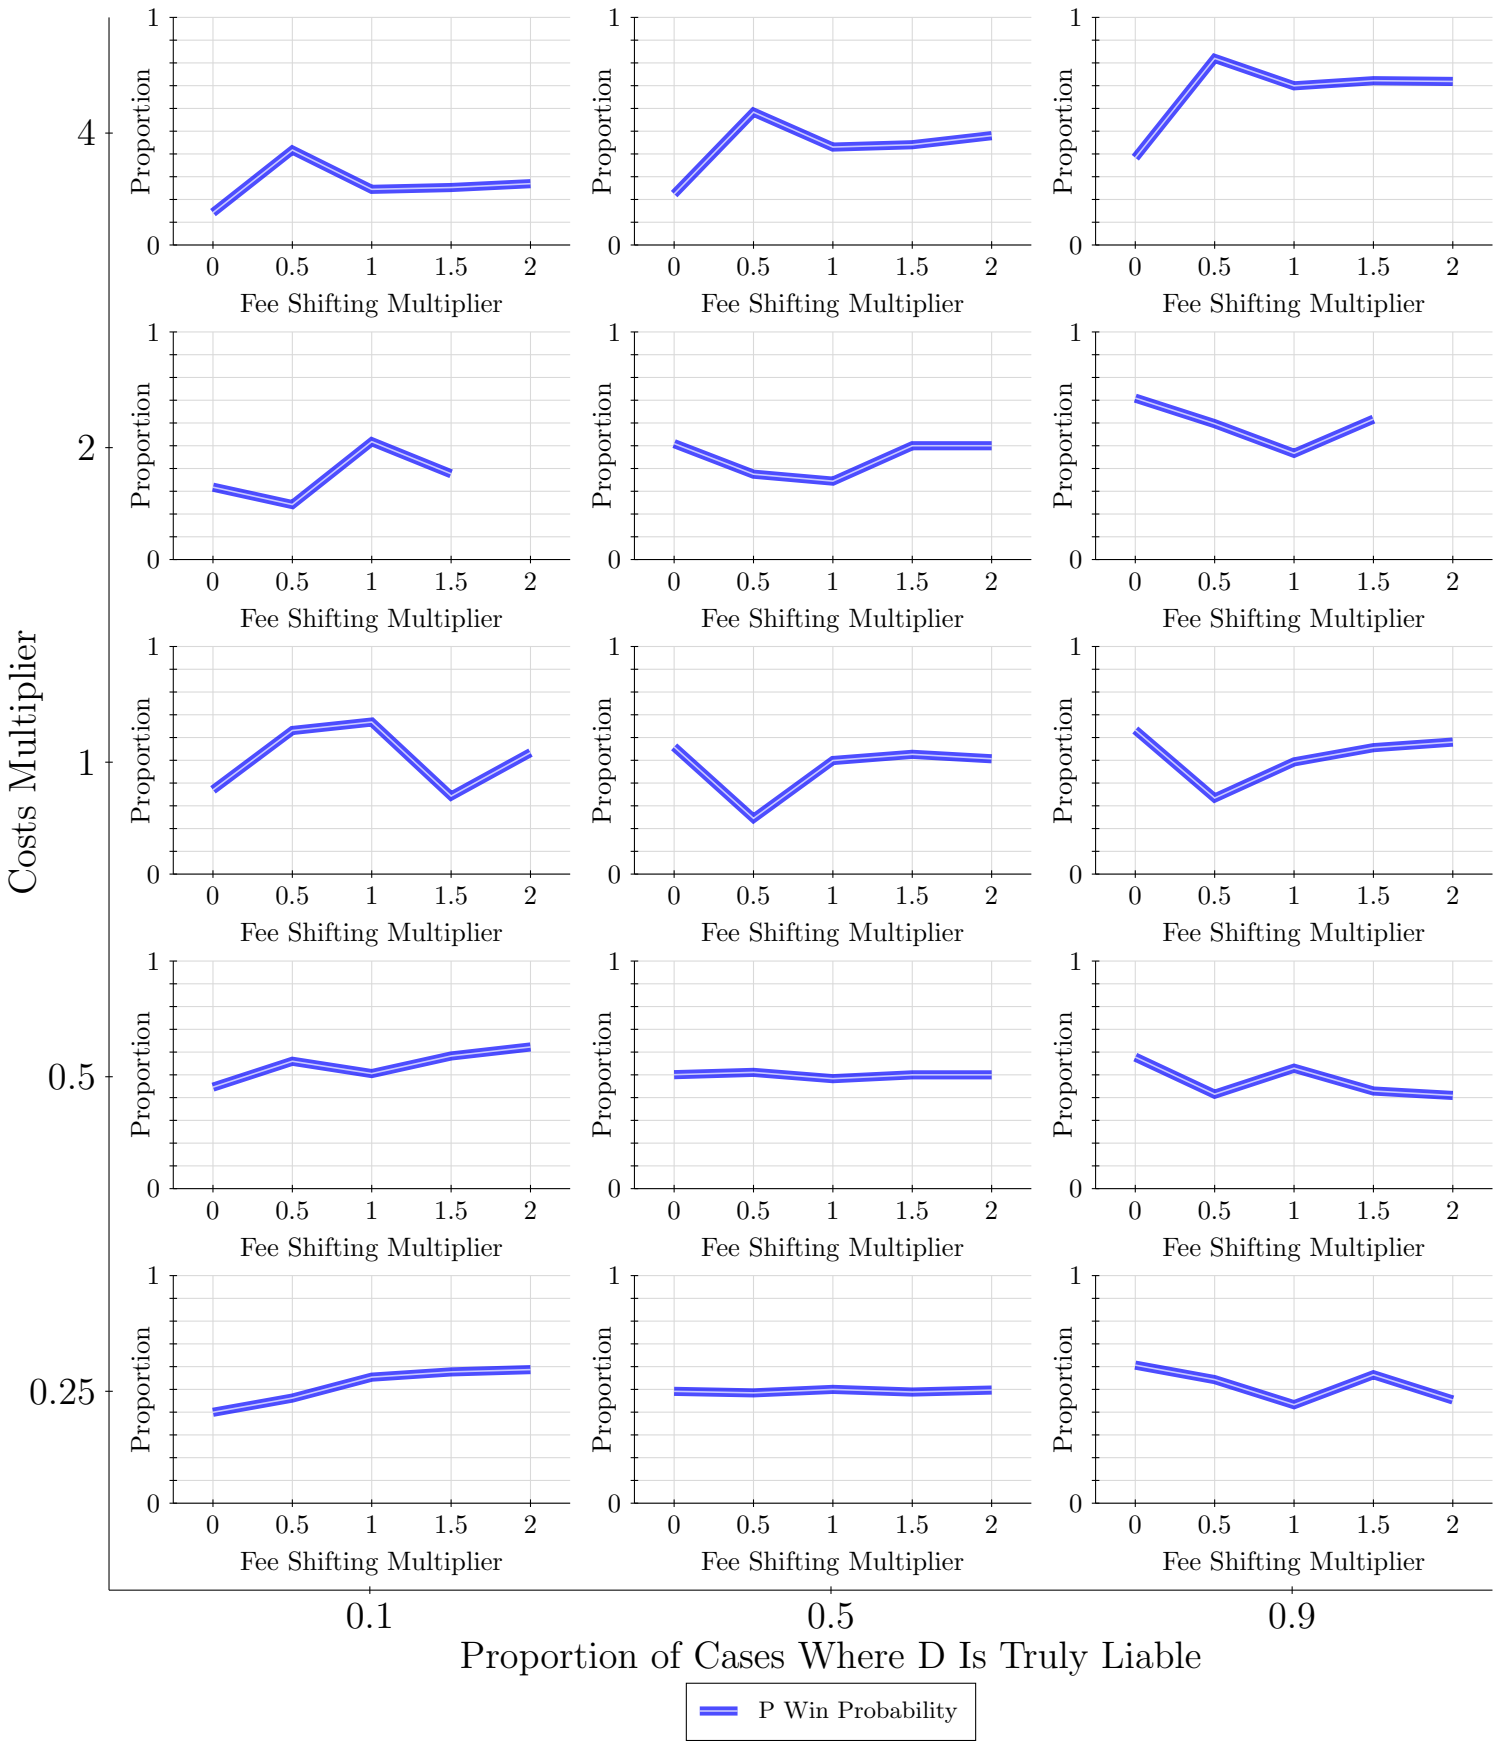 1
1
1
Proportion
Proportion
Proportion
4
0
0
0
0 0.5 1 1.5 2
0 0.5 1 1.5 2
0 0.5 1 1.5 2
Fee Shifting Multiplier
Fee Shifting Multiplier
Fee Shifting Multiplier
1
1
1
Proportion
Proportion
Proportion
2
0
0
0
0 0.5 1 1.5 2
0 0.5 1 1.5 2
0 0.5 1 1.5 2
Fee Shifting Multiplier
Fee Shifting Multiplier
Fee Shifting Multiplier
Costs Multiplier
1
1
1
Proportion
Proportion
Proportion
1
0
0
0
0 0.5 1 1.5 2
0 0.5 1 1.5 2
0 0.5 1 1.5 2
Fee Shifting Multiplier
Fee Shifting Multiplier
Fee Shifting Multiplier
1
1
1
Proportion
Proportion
Proportion
0.5
0
0
0
0 0.5 1 1.5 2
0 0.5 1 1.5 2
0 0.5 1 1.5 2
Fee Shifting Multiplier
Fee Shifting Multiplier
Fee Shifting Multiplier
1
1
1
Proportion
Proportion
Proportion
0.25
0
0
0
0 0.5 1 1.5 2
0 0.5 1 1.5 2
0 0.5 1 1.5 2
Fee Shifting Multiplier
Fee Shifting Multiplier
Fee Shifting Multiplier
0.1 0.5 0.9
Proportion of Cases Where D Is Truly Liable
P Win Probability